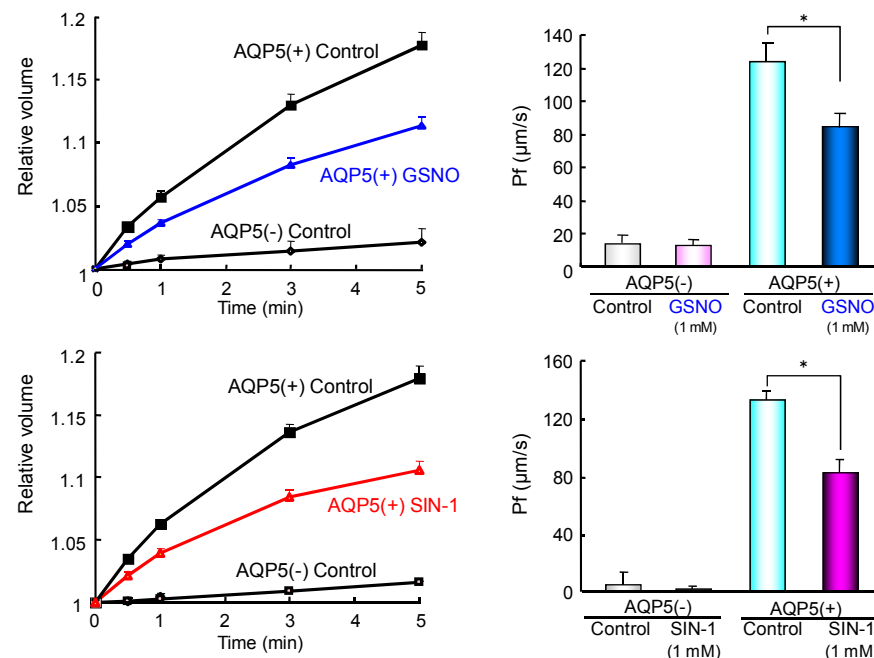 1.2
1.15
1.1
1.05
1
Relative volume
AQP5(+) Control
AQP5(+) GSNO
AQP5(-) Control
0 1 2 3 4 5
Time (min)
140
120
100
80
60
40
20
0
Pf (µm/s)
*
AQP5(-) AQP5(+)
Control GSNO Control GSNO
(1 mM) (1 mM)
1.2
1.15
1.1
1.05
1
Relative volume
AQP5(+) Control
AQP5(+) SIN-1
AQP5(-) Control
0 1 2 3 4 5
Time (min)
160
130
80
40
0
Pf (µm/s)
*
AQP5(-) AQP5(+)
Control SIN-1 Control SIN-1
(1 mM) (1 mM)